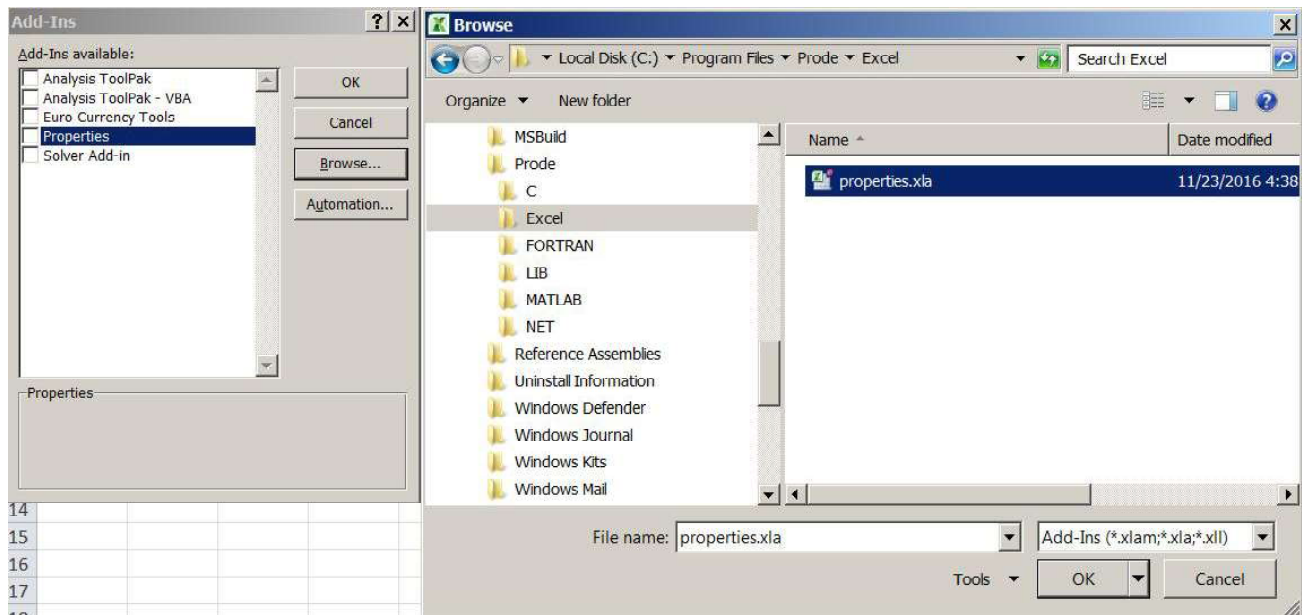 Add-Ins
?
×
Add-Ins available:
Analysis ToolPak
Analysis ToolPak - VBA
Euro Currency Tools
Properties
Solver Add-in
OK
Cancel
Browse...
Automation...
Properties
14
15
16
17
Browse
×
Local Disk (C:) Program Files Prode Excel
Search Excel
Organize New folder
MSBuild
Prode
C
Excel
FORTRAN
LIB
MATLAB
NET
Reference Assemblies
Uninstall Information
Windows Defender
Windows Journal
Windows Kits
Windows Mail
Name Date modified
properties.xla 11/23/2016 4:38
File name: properties.xla Add-Ins (*.xlam;*.xla;*.xll)
Tools OK Cancel